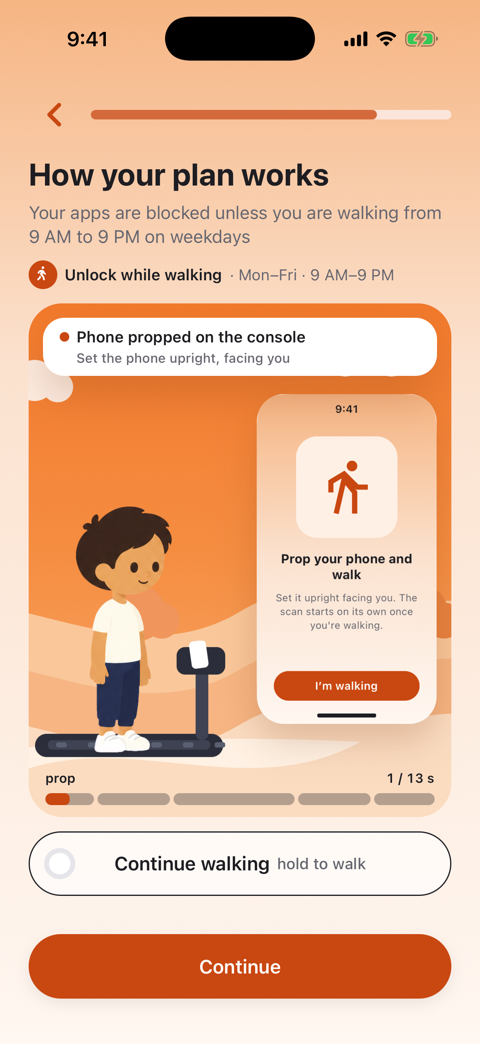 9:41
How your plan works
Your apps are blocked unless you are walking from
9 AM to 9 PM on weekdays
Unlock while walking · Mon–Fri · 9 AM–9 PM
Phone propped on the console
Set the phone upright, facing you
9:41
Prop your phone and
walk
Set it upright facing you. The
scan starts on its own once
you're walking.
I'm walking
prop 1 / 13 s
Continue walking hold to walk
Continue